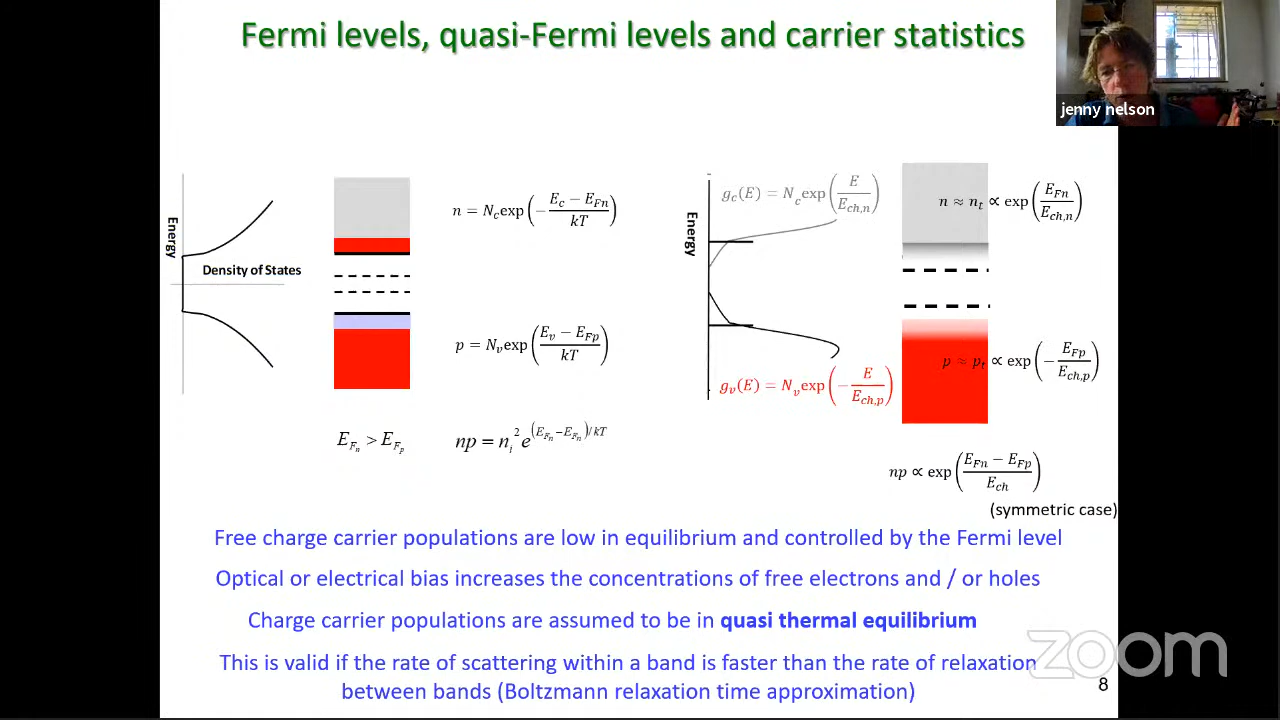 Fermi levels, quasi-Fermi levels and carrier statistics
jenny nelson
Energy
Density of States
n = N_c exp(−(E_c − E_Fn)/kT)
p = N_v exp((E_v − E_Fp)/kT)
E_Fn > E_Fp
np = n_i² e^((E_Fn − E_Fn)/kT)
Energy
g_c(E) = N_c exp(E/E_ch,n)
g_v(E) = N_v exp(−E/E_ch,p)
n ≈ n_t ∝ exp(E_Fn/E_ch,n)
p ≈ p_t ∝ exp(−E_Fp/E_ch,p)
np ∝ exp((E_Fn − E_Fp)/E_ch)
(symmetric case)
Free charge carrier populations are low in equilibrium and controlled by the Fermi level
Optical or electrical bias increases the concentrations of free electrons and / or holes
Charge carrier populations are assumed to be in quasi thermal equilibrium
This is valid if the rate of scattering within a band is faster than the rate of relaxation
between bands (Boltzmann relaxation time approximation)
zoom
8